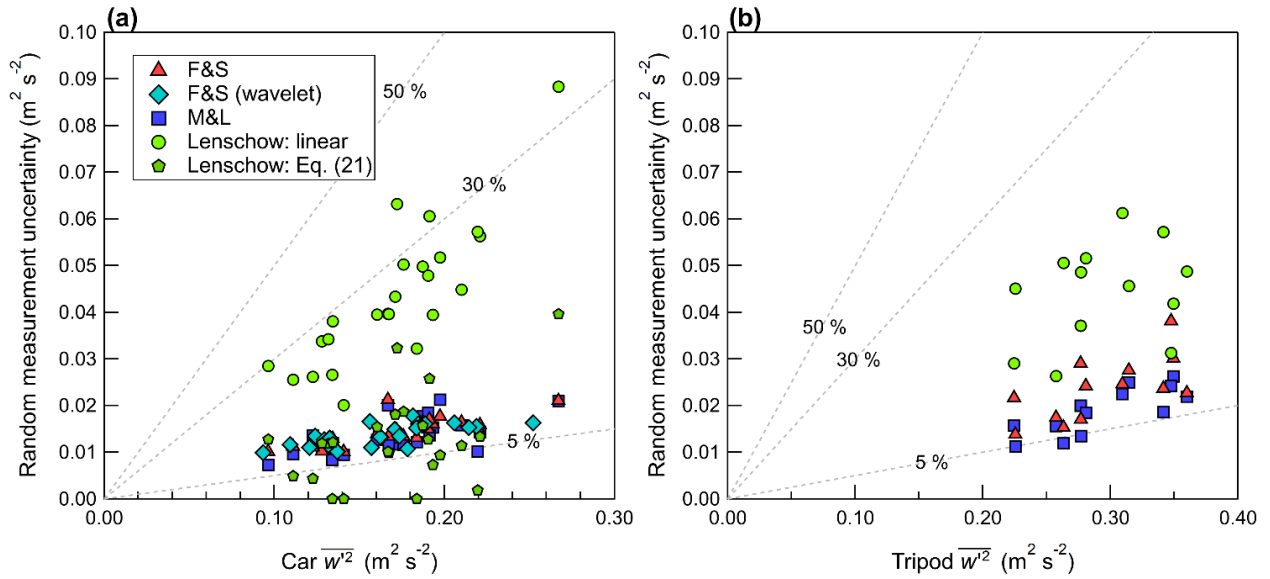 (a)
Random measurement uncertainty (m² s⁻²)
0.10
0.09
0.08
0.07
0.06
0.05
0.04
0.03
0.02
0.01
0.00
F&S
F&S (wavelet)
M&L
Lenschow: linear
Lenschow: Eq. (21)
50 %
30 %
5 %
0.00 0.10 0.20 0.30
Car w'² (m² s⁻²)
(b)
Random measurement uncertainty (m² s⁻²)
0.10
0.09
0.08
0.07
0.06
0.05
0.04
0.03
0.02
0.01
0.00
50 %
30 %
5 %
0.00 0.10 0.20 0.30 0.40
Tripod w'² (m² s⁻²)